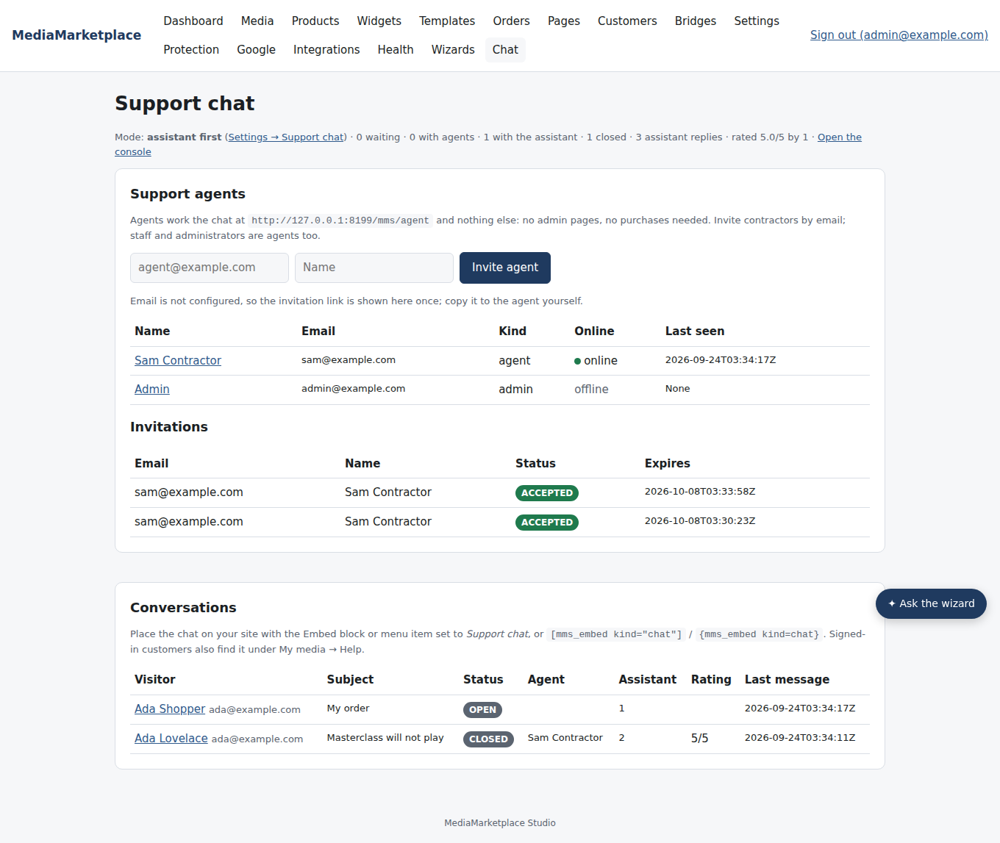 MediaMarketplace
Dashboard Media Products Widgets Templates Orders Pages Customers Bridges Settings
Protection Google Integrations Health Wizards Chat
Sign out (admin@example.com)
Support chat
Mode: assistant first (Settings → Support chat) · 0 waiting · 0 with agents · 1 with the assistant · 1 closed · 3 assistant replies · rated 5.0/5 by 1 · Open the
console
Support agents
Agents work the chat at http://127.0.0.1:8199/mms/agent and nothing else: no admin pages, no purchases needed. Invite contractors by email;
staff and administrators are agents too.
agent@example.com Name Invite agent
Email is not configured, so the invitation link is shown here once; copy it to the agent yourself.
Name Email Kind Online Last seen
Sam Contractor sam@example.com agent online 2026-09-24T03:34:17Z
Admin admin@example.com admin offline None
Invitations
Email Name Status Expires
sam@example.com Sam Contractor ACCEPTED 2026-10-08T03:33:58Z
sam@example.com Sam Contractor ACCEPTED 2026-10-08T03:30:23Z
Conversations
✦ Ask the wizard
Place the chat on your site with the Embed block or menu item set to Support chat, or [mms_embed kind="chat"] / {mms_embed kind=chat}. Signed-
in customers also find it under My media → Help.
Visitor Subject Status Agent Assistant Rating Last message
Ada Shopper ada@example.com My order OPEN 1 2026-09-24T03:34:17Z
Ada Lovelace ada@example.com Masterclass will not play CLOSED Sam Contractor 2 5/5 2026-09-24T03:34:11Z
MediaMarketplace Studio